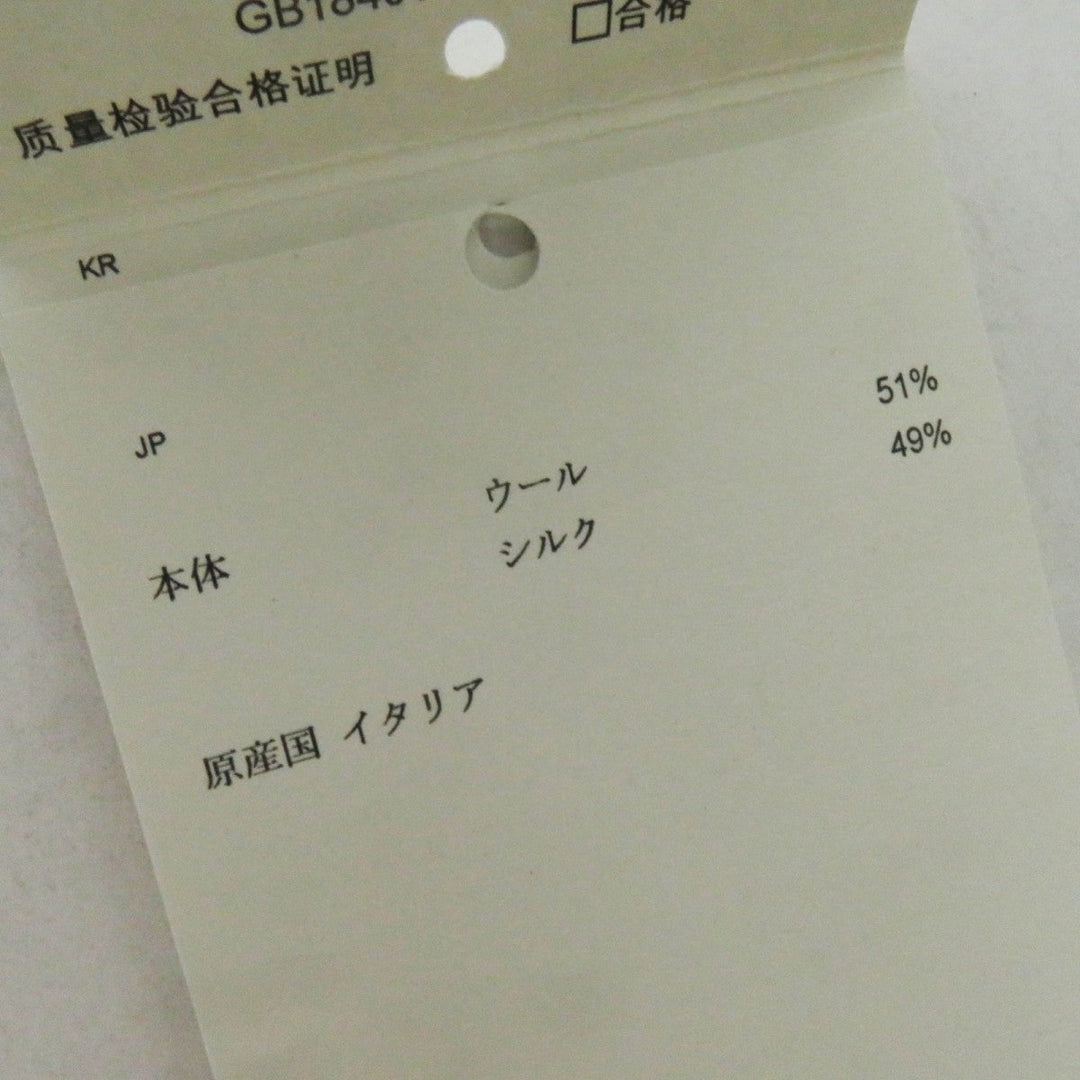 □合格
质量检验合格证明
KR
JP
本体 ウール 51%
シルク 49%
原産国 イタリア